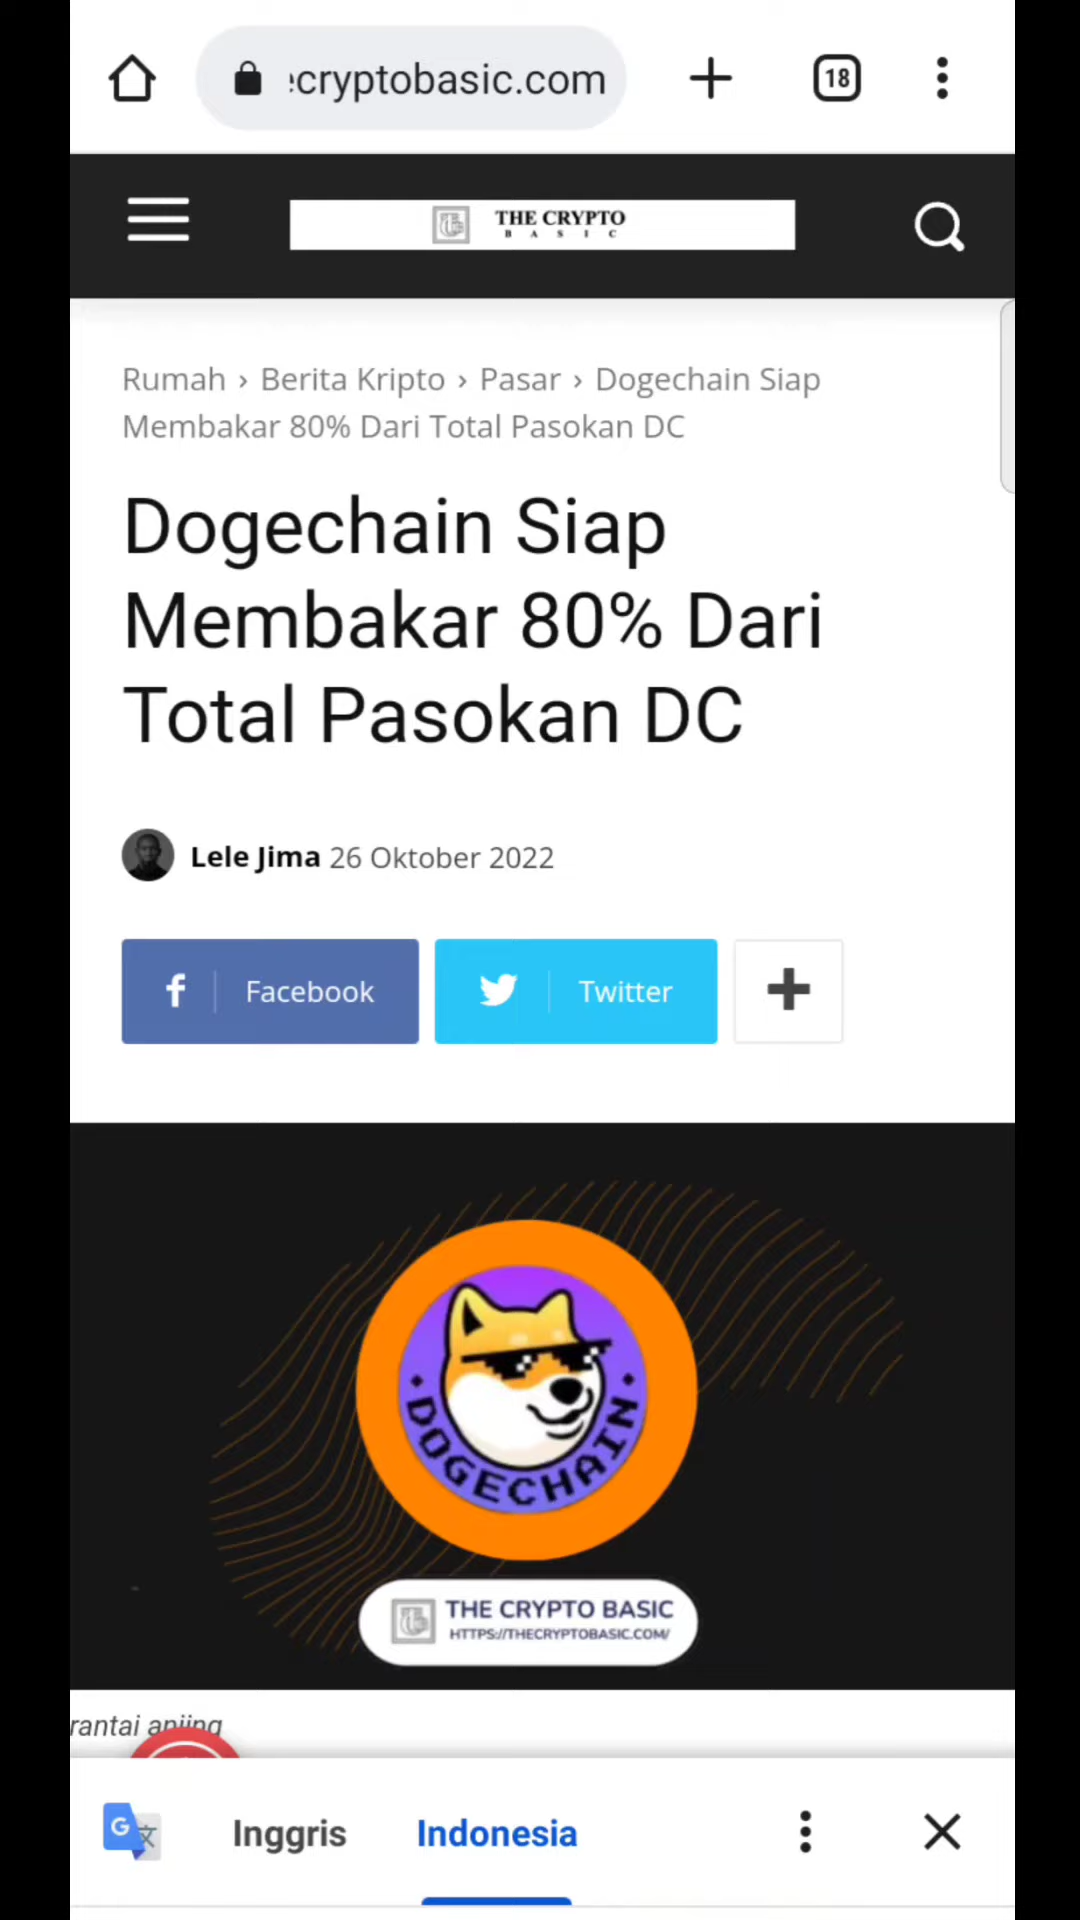 :cryptobasic.com
18
THE CRYPTO
BASIC
Rumah › Berita Kripto › Pasar › Dogechain Siap
Membakar 80% Dari Total Pasokan DC
Dogechain Siap
Membakar 80% Dari
Total Pasokan DC
Lele Jima 26 Oktober 2022
f Facebook
Twitter
DOGECHAIN
THE CRYPTO BASIC
HTTPS://THECRYPTOBASIC.COM/
rantai anjing
G 文
Inggris Indonesia